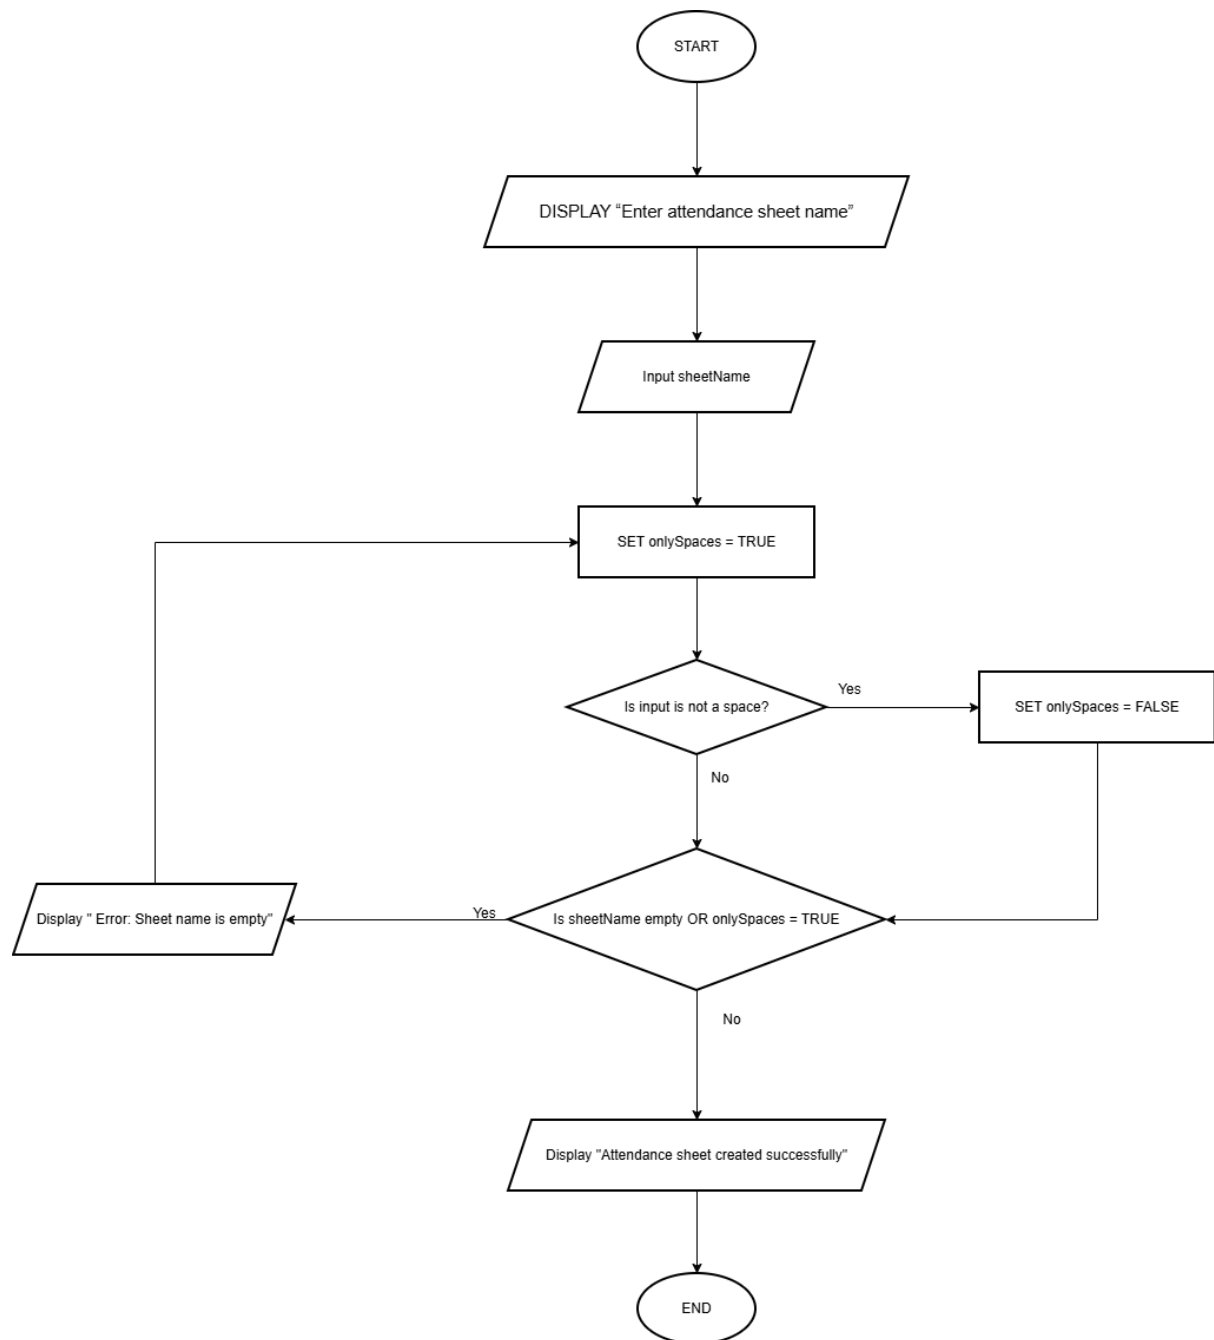 START
DISPLAY “Enter attendance sheet name”
Input sheetName
SET onlySpaces = TRUE
Is input is not a space?
Yes
SET onlySpaces = FALSE
No
Display " Error: Sheet name is empty"
Yes
Is sheetName empty OR onlySpaces = TRUE
No
Display "Attendance sheet created successfully"
END